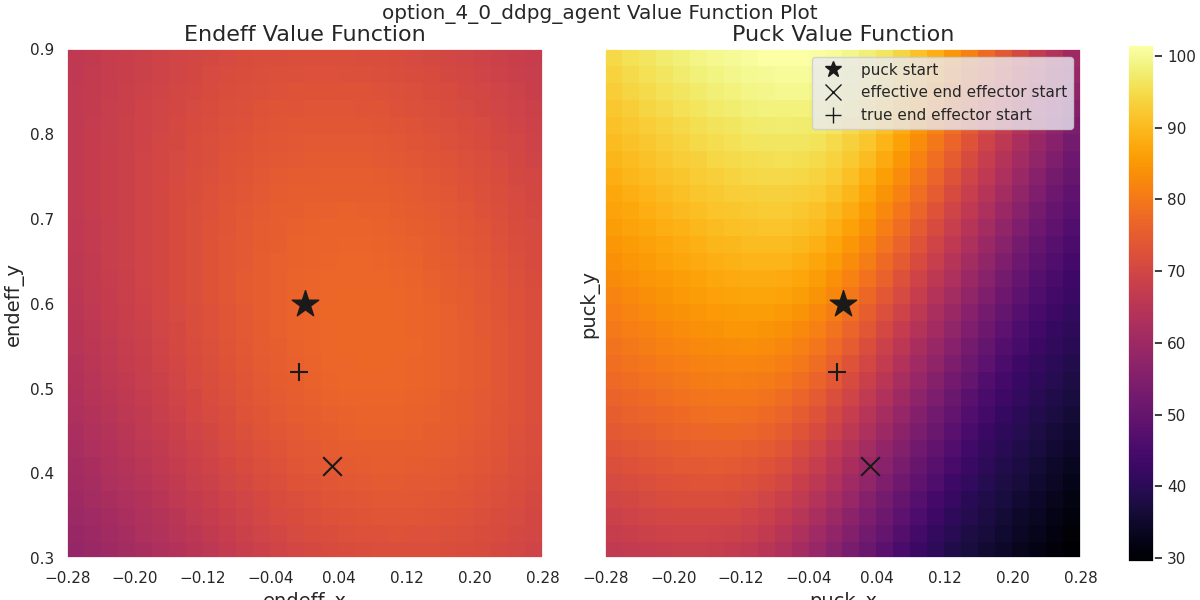 option_4_0_ddpg_agent Value Function Plot
Endeff Value Function
Puck Value Function
puck start
effective end effector start
true end effector start
endeff_y
puck_y
0.9
0.8
0.7
0.6
0.5
0.4
0.3
−0.28 −0.20 −0.12 −0.04 0.04 0.12 0.20 0.28
−0.28 −0.20 −0.12 −0.04 0.04 0.12 0.20 0.28
endeff_x
puck_x
100
90
80
70
60
50
40
30